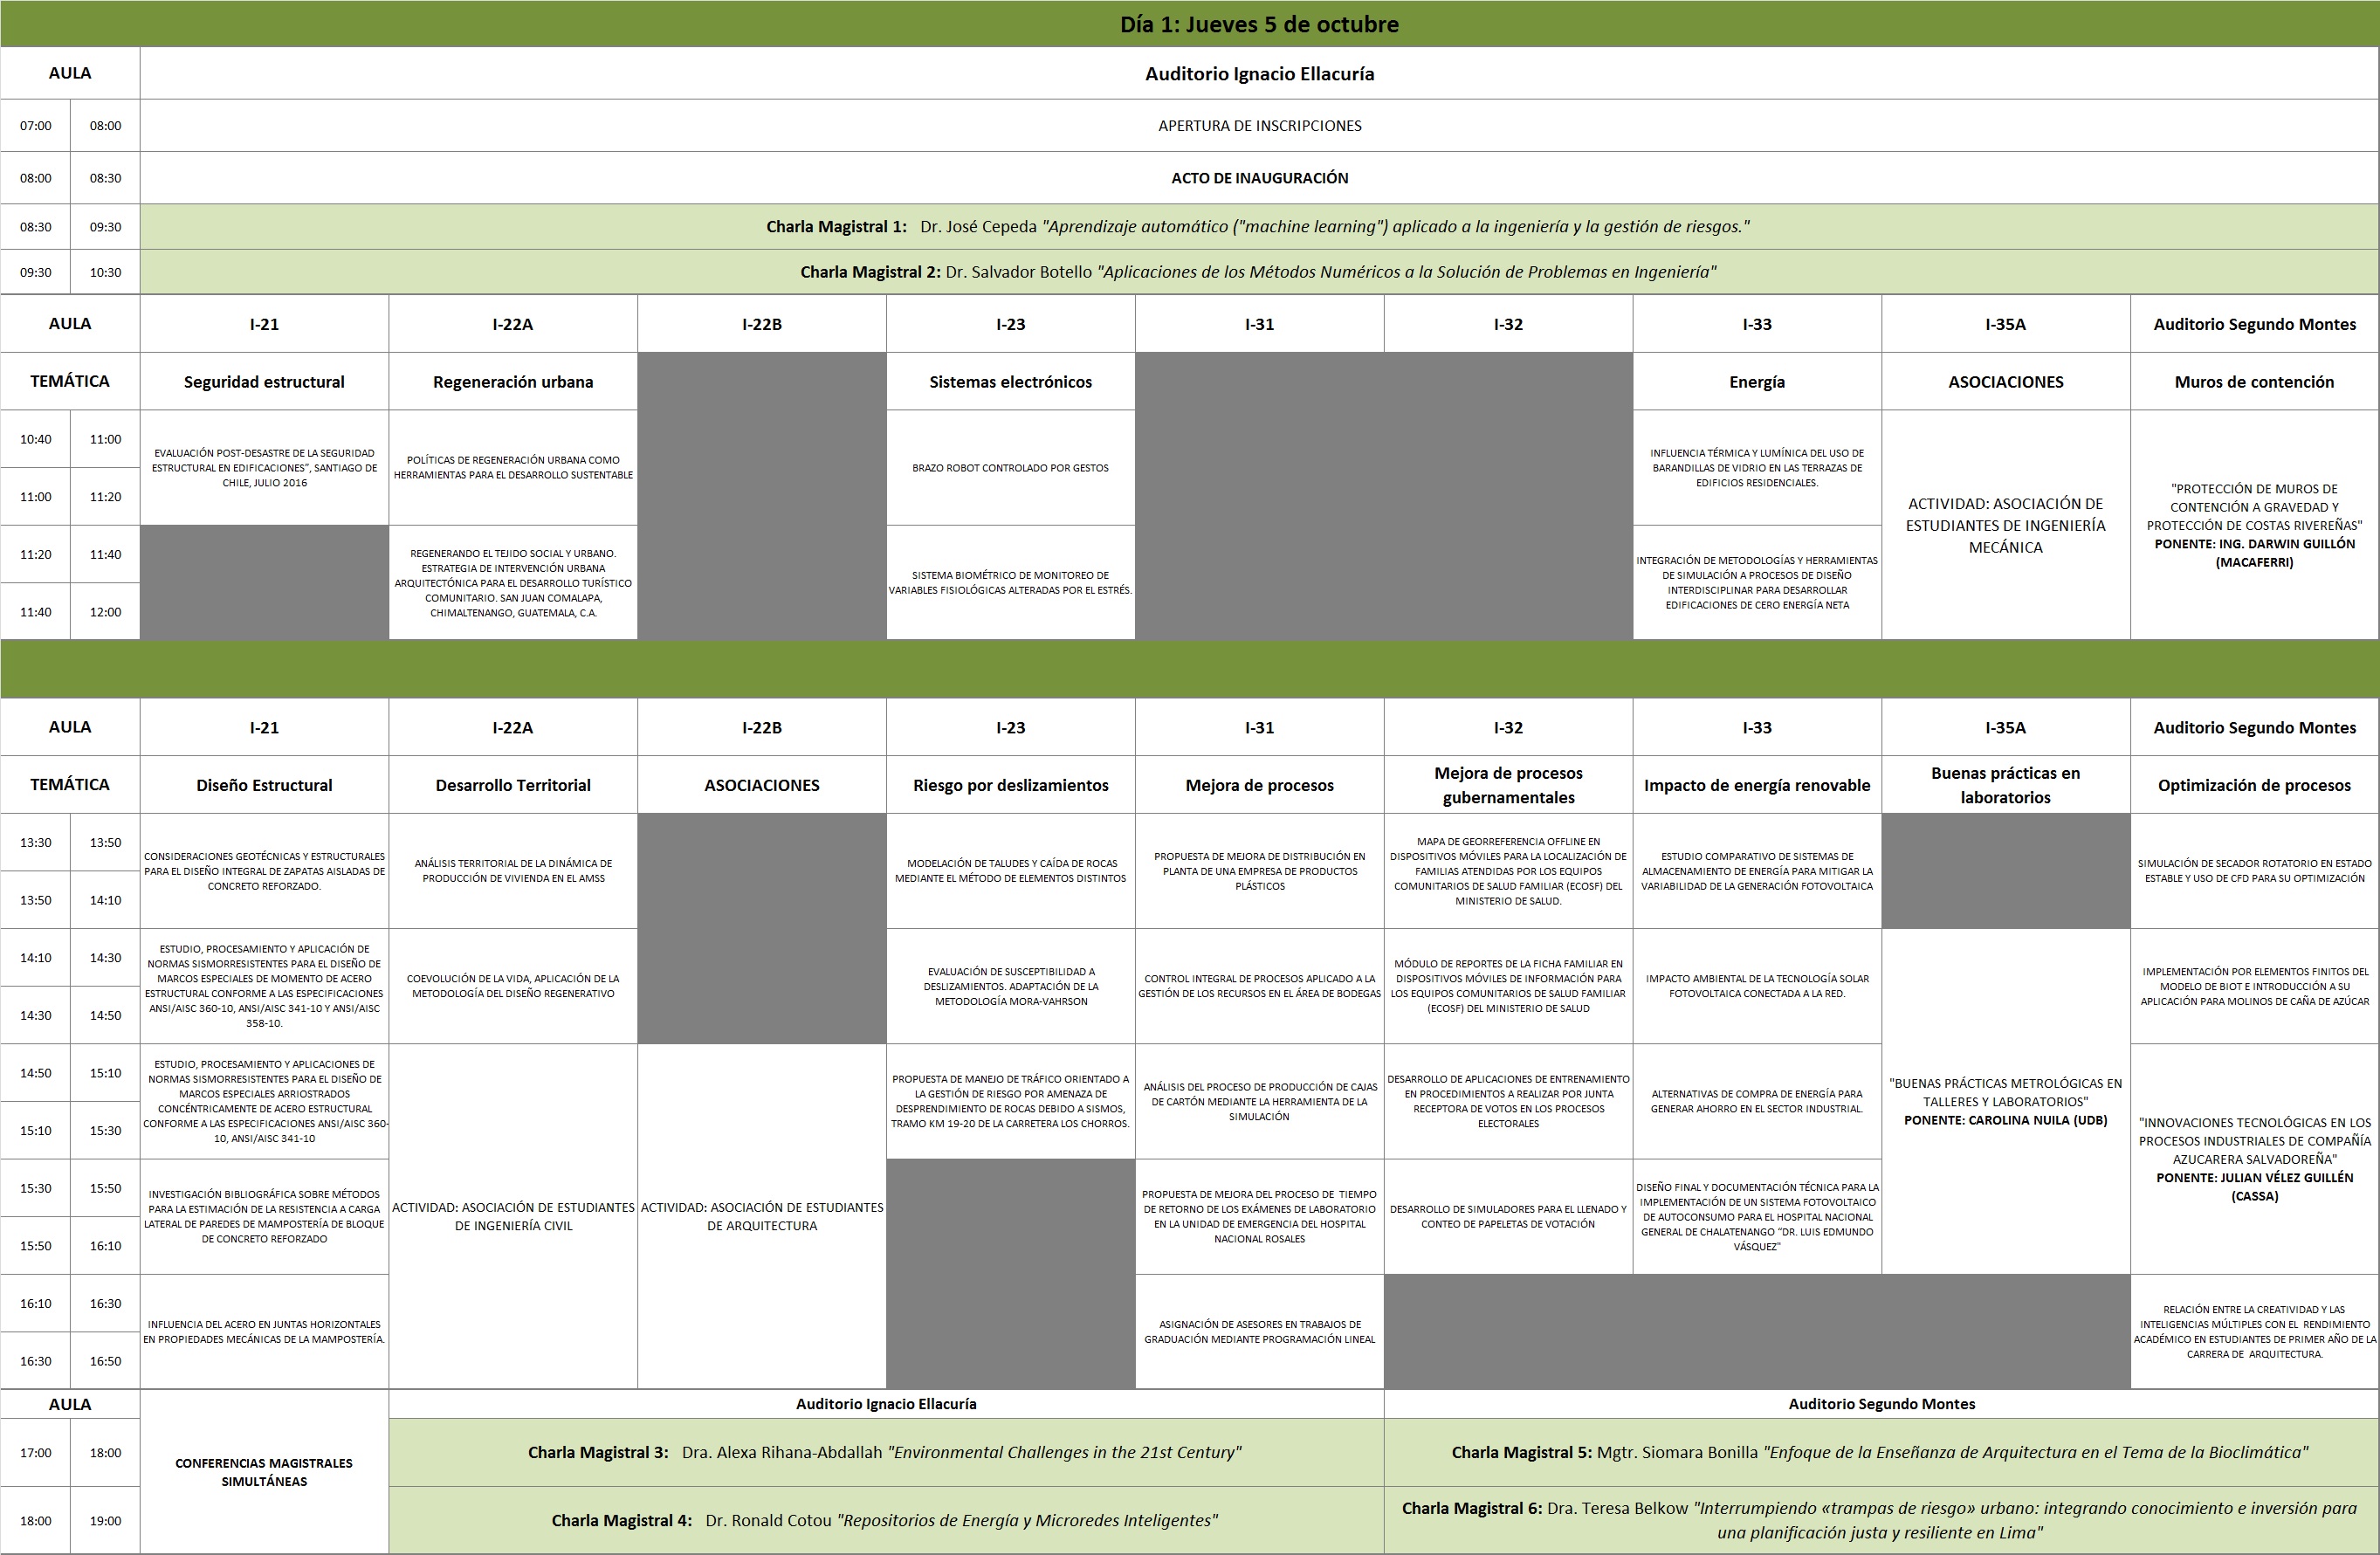 Día 1: Jueves 5 de octubre
AULA
Auditorio Ignacio Ellacuría
07:00 08:00
APERTURA DE INSCRIPCIONES
08:00 08:30
ACTO DE INAUGURACIÓN
08:30 09:30
Charla Magistral 1: Dr. José Cepeda "Aprendizaje automático ("machine learning") aplicado a la ingeniería y la gestión de riesgos."
09:30 10:30
Charla Magistral 2: Dr. Salvador Botello "Aplicaciones de los Métodos Numéricos a la Solución de Problemas en Ingeniería"
AULA I-21 I-22A I-22B I-23 I-31 I-32 I-33 I-35A Auditorio Segundo Montes
TEMÁTICA Seguridad estructural Regeneración urbana Sistemas electrónicos Energía ASOCIACIONES Muros de contención
10:40 11:00
11:00 11:20
EVALUACIÓN POST-DESASTRE DE LA SEGURIDAD
ESTRUCTURAL EN EDIFICACIONES”, SANTIAGO DE
CHILE, JULIO 2016
POLÍTICAS DE REGENERACIÓN URBANA COMO
HERRAMIENTAS PARA EL DESARROLLO SUSTENTABLE
BRAZO ROBOT CONTROLADO POR GESTOS
INFLUENCIA TÉRMICA Y LUMÍNICA DEL USO DE
BARANDILLAS DE VIDRIO EN LAS TERRAZAS DE
EDIFICIOS RESIDENCIALES.
ACTIVIDAD: ASOCIACIÓN DE
ESTUDIANTES DE INGENIERÍA
MECÁNICA
"PROTECCIÓN DE MUROS DE
CONTENCIÓN A GRAVEDAD Y
PROTECCIÓN DE COSTAS RIVEREÑAS"
PONENTE: ING. DARWIN GUILLÓN
(MACAFERRI)
11:20 11:40
11:40 12:00
REGENERANDO EL TEJIDO SOCIAL Y URBANO.
ESTRATEGIA DE INTERVENCIÓN URBANA
ARQUITECTÓNICA PARA EL DESARROLLO TURÍSTICO
COMUNITARIO. SAN JUAN COMALAPA,
CHIMALTENANGO, GUATEMALA, C.A.
SISTEMA BIOMÉTRICO DE MONITOREO DE
VARIABLES FISIOLÓGICAS ALTERADAS POR EL ESTRÉS.
INTEGRACIÓN DE METODOLOGÍAS Y HERRAMIENTAS
DE SIMULACIÓN A PROCESOS DE DISEÑO
INTERDISCIPLINAR PARA DESARROLLAR
EDIFICACIONES DE CERO ENERGÍA NETA
AULA I-21 I-22A I-22B I-23 I-31 I-32 I-33 I-35A Auditorio Segundo Montes
TEMÁTICA
Diseño Estructural
Desarrollo Territorial
ASOCIACIONES
Riesgo por deslizamientos
Mejora de procesos
Mejora de procesos
gubernamentales
Impacto de energía renovable
Buenas prácticas en
laboratorios
Optimización de procesos
13:30 13:50
13:50 14:10
CONSIDERACIONES GEOTÉCNICAS Y ESTRUCTURALES
PARA EL DISEÑO INTEGRAL DE ZAPATAS AISLADAS DE
CONCRETO REFORZADO.
ANÁLISIS TERRITORIAL DE LA DINÁMICA DE
PRODUCCIÓN DE VIVIENDA EN EL AMSS
MODELACIÓN DE TALUDES Y CAÍDA DE ROCAS
MEDIANTE EL MÉTODO DE ELEMENTOS DISTINTOS
PROPUESTA DE MEJORA DE DISTRIBUCIÓN EN
PLANTA DE UNA EMPRESA DE PRODUCTOS
PLÁSTICOS
MAPA DE GEORREFERENCIA OFFLINE EN
DISPOSITIVOS MÓVILES PARA LA LOCALIZACIÓN DE
FAMILIAS ATENDIDAS POR LOS EQUIPOS
COMUNITARIOS DE SALUD FAMILIAR (ECOSF) DEL
MINISTERIO DE SALUD.
ESTUDIO COMPARATIVO DE SISTEMAS DE
ALMACENAMIENTO DE ENERGÍA PARA MITIGAR LA
VARIABILIDAD DE LA GENERACIÓN FOTOVOLTAICA
SIMULACIÓN DE SECADOR ROTATORIO EN ESTADO
ESTABLE Y USO DE CFD PARA SU OPTIMIZACIÓN
14:10 14:30
14:30 14:50
ESTUDIO, PROCESAMIENTO Y APLICACIÓN DE
NORMAS SISMORRESISTENTES PARA EL DISEÑO DE
MARCOS ESPECIALES DE MOMENTO DE ACERO
ESTRUCTURAL CONFORME A LAS ESPECIFICACIONES
ANSI/AISC 360-10, ANSI/AISC 341-10 Y ANSI/AISC
358-10.
COEVOLUCIÓN DE LA VIDA, APLICACIÓN DE LA
METODOLOGÍA DEL DISEÑO REGENERATIVO
EVALUACIÓN DE SUSCEPTIBILIDAD A
DESLIZAMIENTOS. ADAPTACIÓN DE LA
METODOLOGÍA MORA-VAHRSON
CONTROL INTEGRAL DE PROCESOS APLICADO A LA
GESTIÓN DE LOS RECURSOS EN EL ÁREA DE BODEGAS
MÓDULO DE REPORTES DE LA FICHA FAMILIAR EN
DISPOSITIVOS MÓVILES DE INFORMACIÓN PARA
LOS EQUIPOS COMUNITARIOS DE SALUD FAMILIAR
(ECOSF) DEL MINISTERIO DE SALUD
IMPACTO AMBIENTAL DE LA TECNOLOGÍA SOLAR
FOTOVOLTAICA CONECTADA A LA RED.
"BUENAS PRÁCTICAS METROLÓGICAS EN
TALLERES Y LABORATORIOS"
PONENTE: CAROLINA NUILA (UDB)
IMPLEMENTACIÓN POR ELEMENTOS FINITOS DEL
MODELO DE BIOT E INTRODUCCIÓN A SU
APLICACIÓN PARA MOLINOS DE CAÑA DE AZÚCAR
14:50 15:10
15:10 15:30
ESTUDIO, PROCESAMIENTO Y APLICACIONES DE
NORMAS SISMORRESISTENTES PARA EL DISEÑO DE
MARCOS ESPECIALES ARRIOSTRADOS
CONCÉNTRICAMENTE DE ACERO ESTRUCTURAL
CONFORME A LAS ESPECIFICACIONES ANSI/AISC 360-
10, ANSI/AISC 341-10
ACTIVIDAD: ASOCIACIÓN DE ESTUDIANTES
DE INGENIERÍA CIVIL
ACTIVIDAD: ASOCIACIÓN DE ESTUDIANTES
DE ARQUITECTURA
PROPUESTA DE MANEJO DE TRÁFICO ORIENTADO A
LA GESTIÓN DE RIESGO POR AMENAZA DE
DESPRENDIMIENTO DE ROCAS DEBIDO A SISMOS,
TRAMO KM 19-20 DE LA CARRETERA LOS CHORROS.
ANÁLISIS DEL PROCESO DE PRODUCCIÓN DE CAJAS
DE CARTÓN MEDIANTE LA HERRAMIENTA DE LA
SIMULACIÓN
DESARROLLO DE APLICACIONES DE ENTRENAMIENTO
EN PROCEDIMIENTOS A REALIZAR POR JUNTA
RECEPTORA DE VOTOS EN LOS PROCESOS
ELECTORALES
ALTERNATIVAS DE COMPRA DE ENERGÍA PARA
GENERAR AHORRO EN EL SECTOR INDUSTRIAL.
"INNOVACIONES TECNOLÓGICAS EN LOS
PROCESOS INDUSTRIALES DE COMPAÑÍA
AZUCARERA SALVADOREÑA"
PONENTE: JULIAN VÉLEZ GUILLÉN
(CASSA)
15:30 15:50
15:50 16:10
INVESTIGACIÓN BIBLIOGRÁFICA SOBRE MÉTODOS
PARA LA ESTIMACIÓN DE LA RESISTENCIA A CARGA
LATERAL DE PAREDES DE MAMPOSTERÍA DE BLOQUE
DE CONCRETO REFORZADO
PROPUESTA DE MEJORA DEL PROCESO DE TIEMPO
DE RETORNO DE LOS EXÁMENES DE LABORATORIO
EN LA UNIDAD DE EMERGENCIA DEL HOSPITAL
NACIONAL ROSALES
DESARROLLO DE SIMULADORES PARA EL LLENADO Y
CONTEO DE PAPELETAS DE VOTACIÓN
DISEÑO FINAL Y DOCUMENTACIÓN TÉCNICA PARA LA
IMPLEMENTACIÓN DE UN SISTEMA FOTOVOLTAICO
DE AUTOCONSUMO PARA EL HOSPITAL NACIONAL
GENERAL DE CHALATENANGO “DR. LUIS EDMUNDO
VÁSQUEZ"
16:10 16:30
16:30 16:50
INFLUENCIA DEL ACERO EN JUNTAS HORIZONTALES
EN PROPIEDADES MECÁNICAS DE LA MAMPOSTERÍA.
ASIGNACIÓN DE ASESORES EN TRABAJOS DE
GRADUACIÓN MEDIANTE PROGRAMACIÓN LINEAL
RELACIÓN ENTRE LA CREATIVIDAD Y LAS
INTELIGENCIAS MÚLTIPLES CON EL RENDIMIENTO
ACADÉMICO EN ESTUDIANTES DE PRIMER AÑO DE LA
CARRERA DE ARQUITECTURA.
AULA
CONFERENCIAS MAGISTRALES
SIMULTÁNEAS
Auditorio Ignacio Ellacuría
Auditorio Segundo Montes
17:00 18:00
Charla Magistral 3: Dra. Alexa Rihana-Abdallah "Environmental Challenges in the 21st Century"
Charla Magistral 5: Mgtr. Siomara Bonilla "Enfoque de la Enseñanza de Arquitectura en el Tema de la Bioclimática"
18:00 19:00
Charla Magistral 4: Dr. Ronald Cotou "Repositorios de Energía y Microredes Inteligentes"
Charla Magistral 6: Dra. Teresa Belkow "Interrumpiendo «trampas de riesgo» urbano: integrando conocimiento e inversión para
una planificación justa y resiliente en Lima"